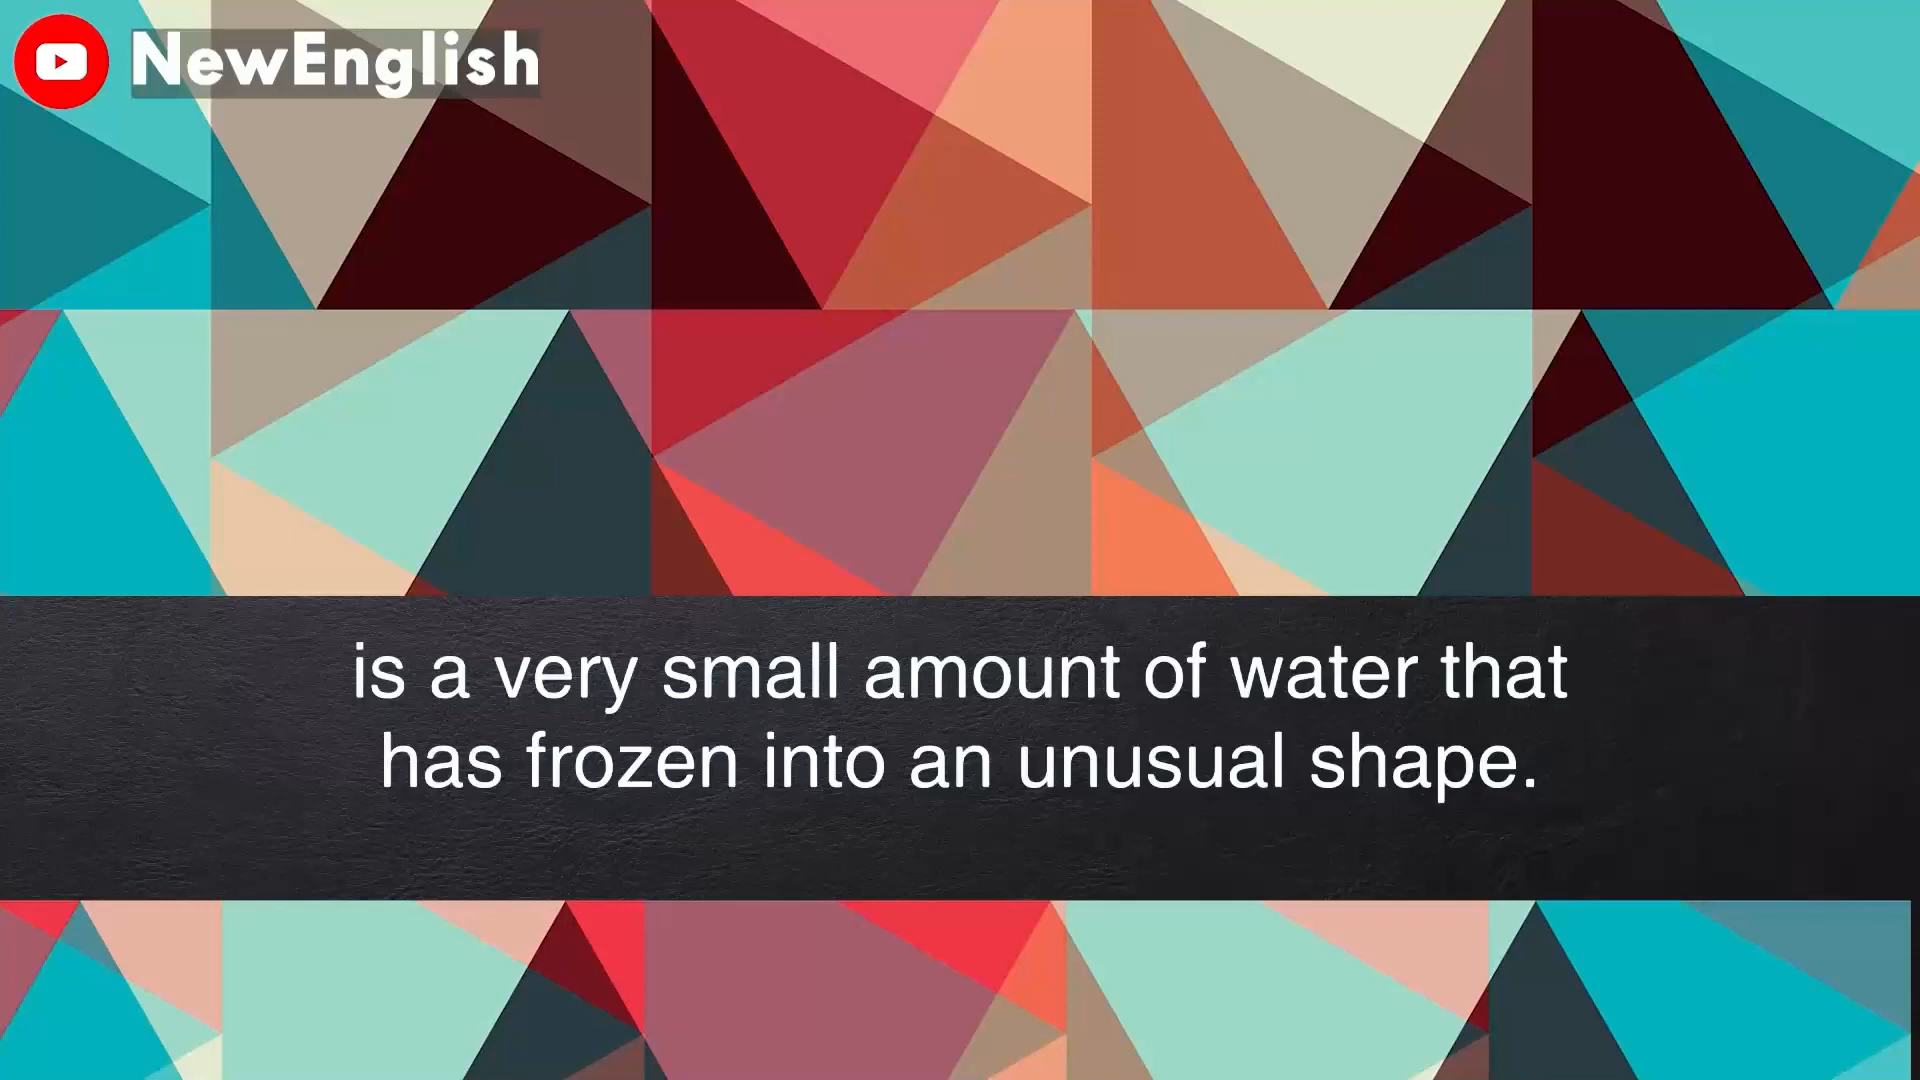 NewEnglish
is a very small amount of water that
has frozen into an unusual shape.